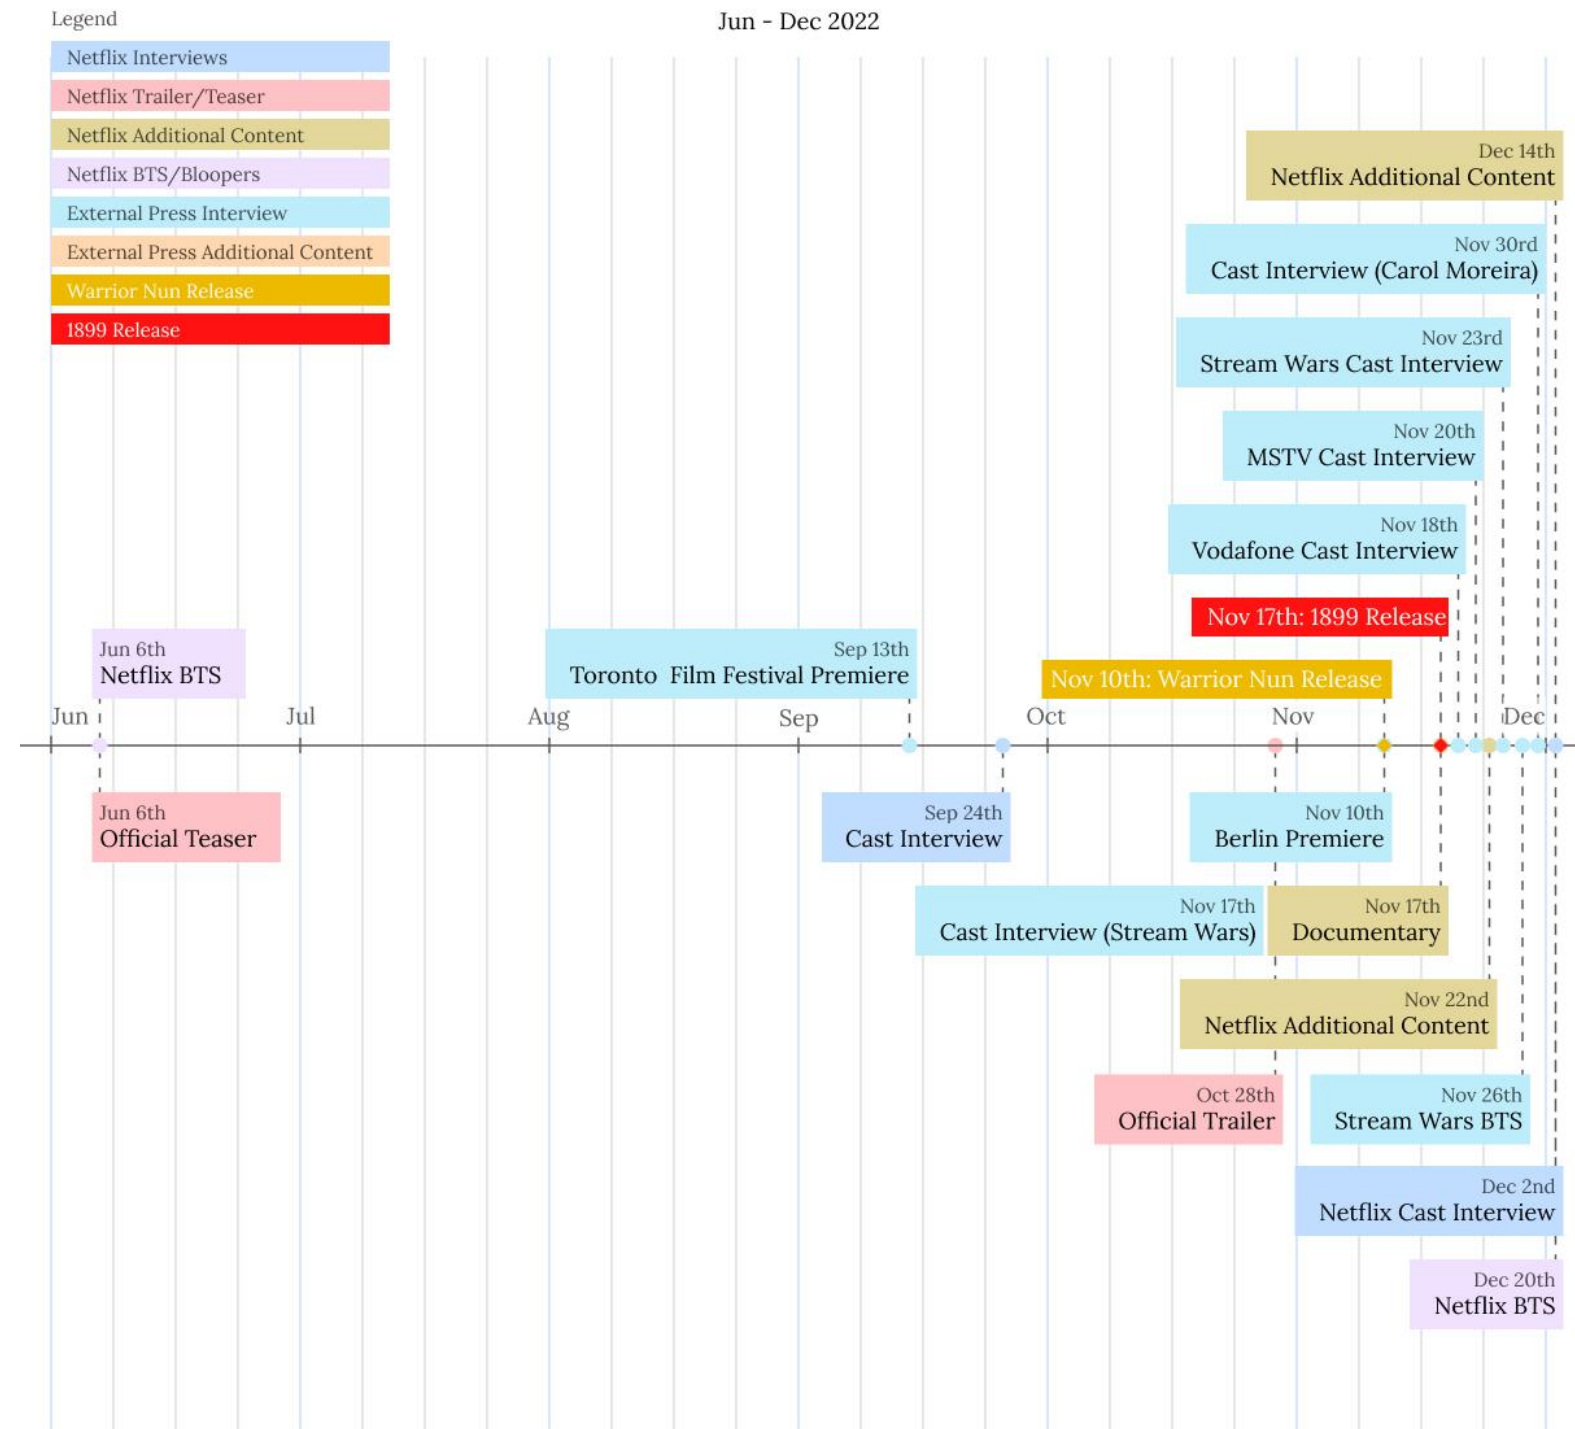 Legend
Jun - Dec 2022
Netflix Interviews
Netflix Trailer/Teaser
Netflix Additional Content
Netflix BTS/Bloopers
External Press Interview
External Press Additional Content
Warrior Nun Release
1899 Release
Dec 14th
Netflix Additional Content
Nov 30rd
Cast Interview (Carol Moreira)
Nov 23rd
Stream Wars Cast Interview
Nov 20th
MSTV Cast Interview
Nov 18th
Vodafone Cast Interview
Nov 17th: 1899 Release
Jun 6th
Netflix BTS
Sep 13th
Toronto  Film Festival Premiere
Nov 10th: Warrior Nun Release
Jun
Jul
Aug
Sep
Oct
Nov
Dec
Jun 6th
Official Teaser
Sep 24th
Cast Interview
Nov 10th
Berlin Premiere
Nov 17th
Cast Interview (Stream Wars)
Nov 17th
Documentary
Nov 22nd
Netflix Additional Content
Oct 28th
Official Trailer
Nov 26th
Stream Wars BTS
Dec 2nd
Netflix Cast Interview
Dec 20th
Netflix BTS